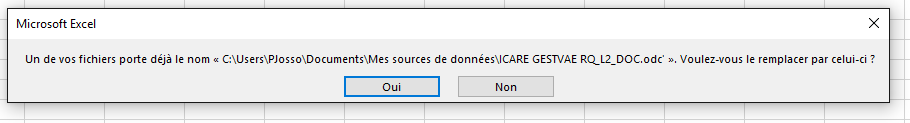 Microsoft Excel
Un de vos fichiers porte déjà le nom « C:\Users\PJosso\Documents\Mes sources de données\ICARE GESTVAE RQ_L2_DOC.odc' ». Voulez-vous le remplacer par celui-ci ?
Oui Non